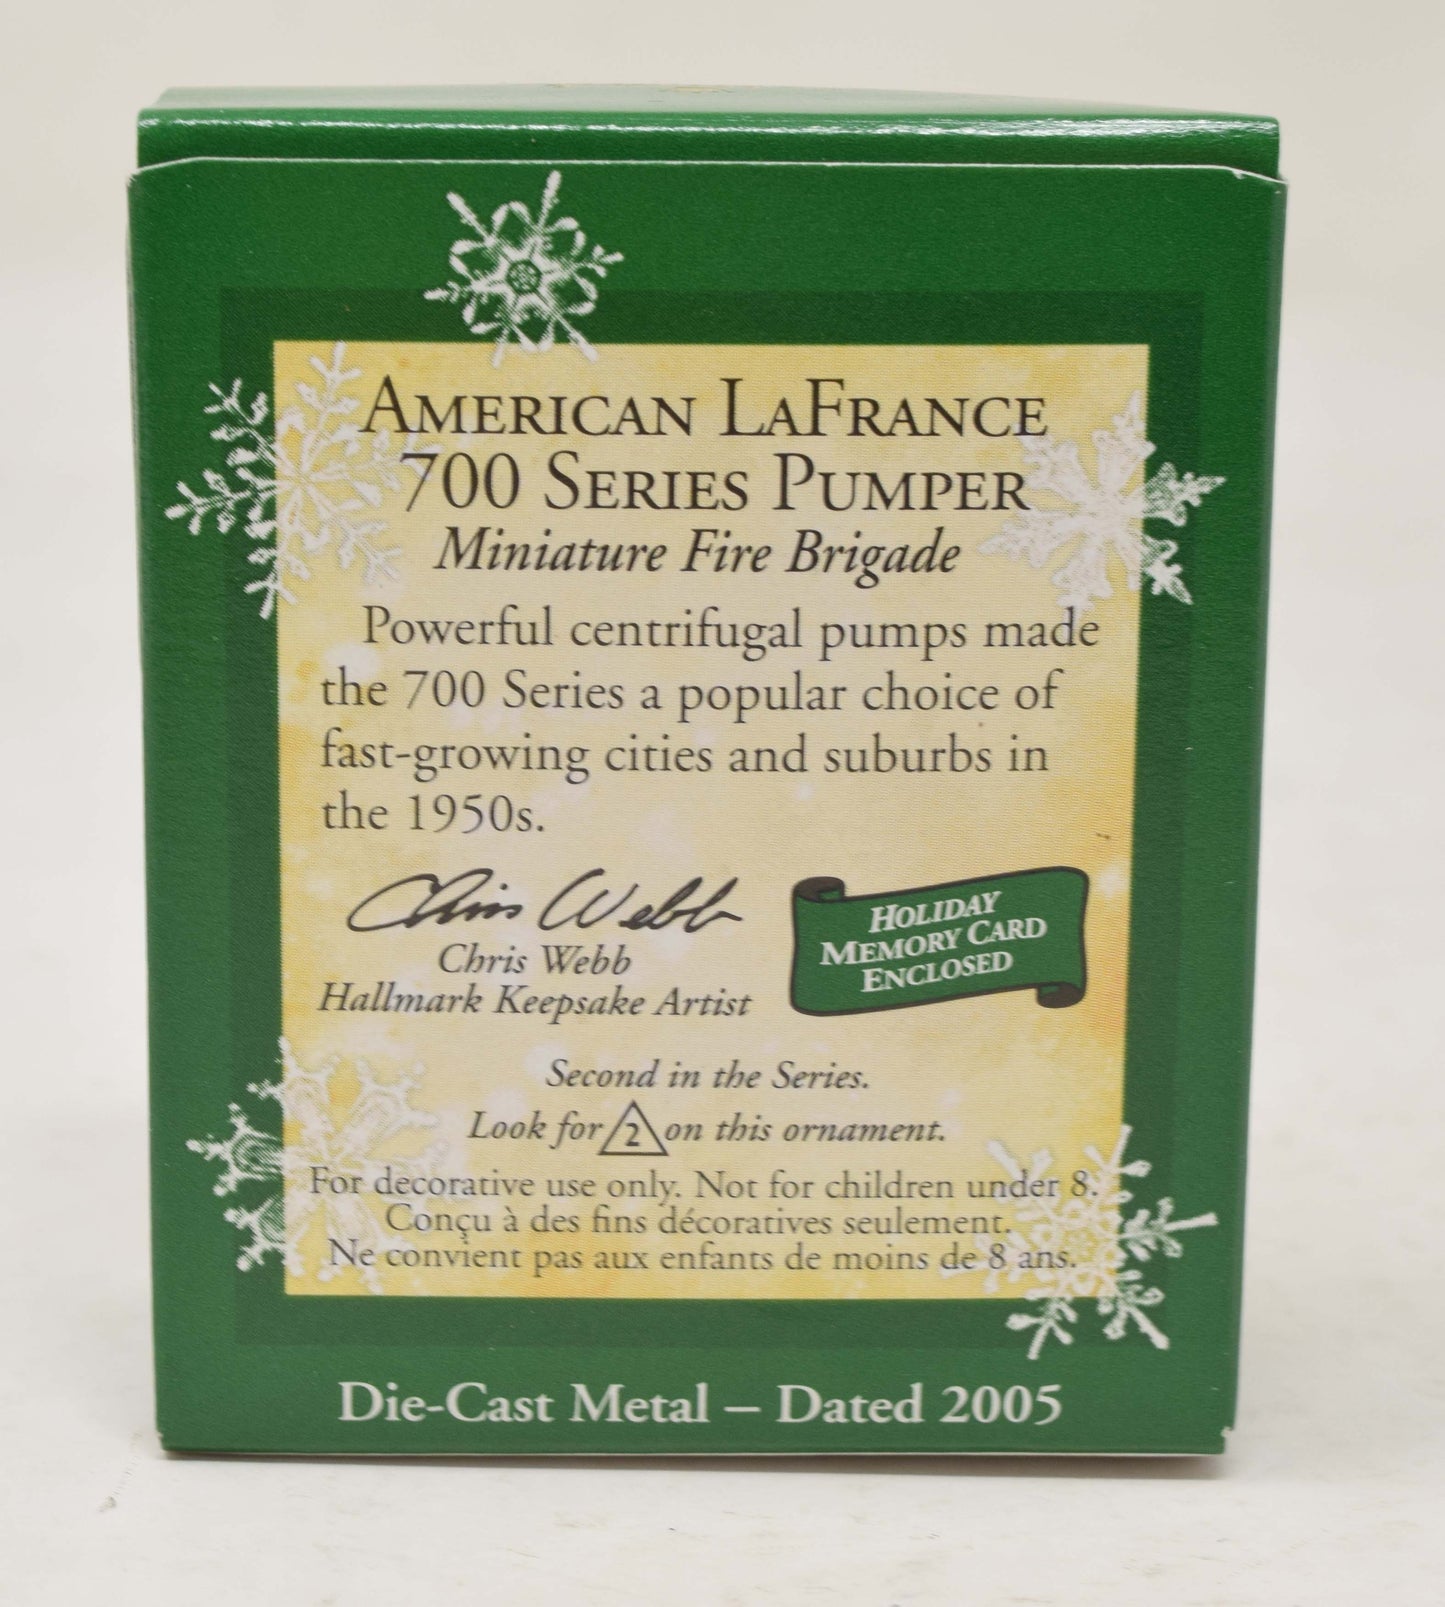 American LaFrance
700 Series Pumper
Miniature Fire Brigade
Powerful centrifugal pumps made
the 700 Series a popular choice of
fast-growing cities and suburbs in
the 1950s.
Chris Webb
Chris Webb
Hallmark Keepsake Artist
Holiday
Memory Card
Enclosed
Second in the Series.
Look for 2 on this ornament.
For decorative use only. Not for children under 8.
Conçu à des fins décoratives seulement.
Ne convient pas aux enfants de moins de 8 ans.
Die-Cast Metal – Dated 2005